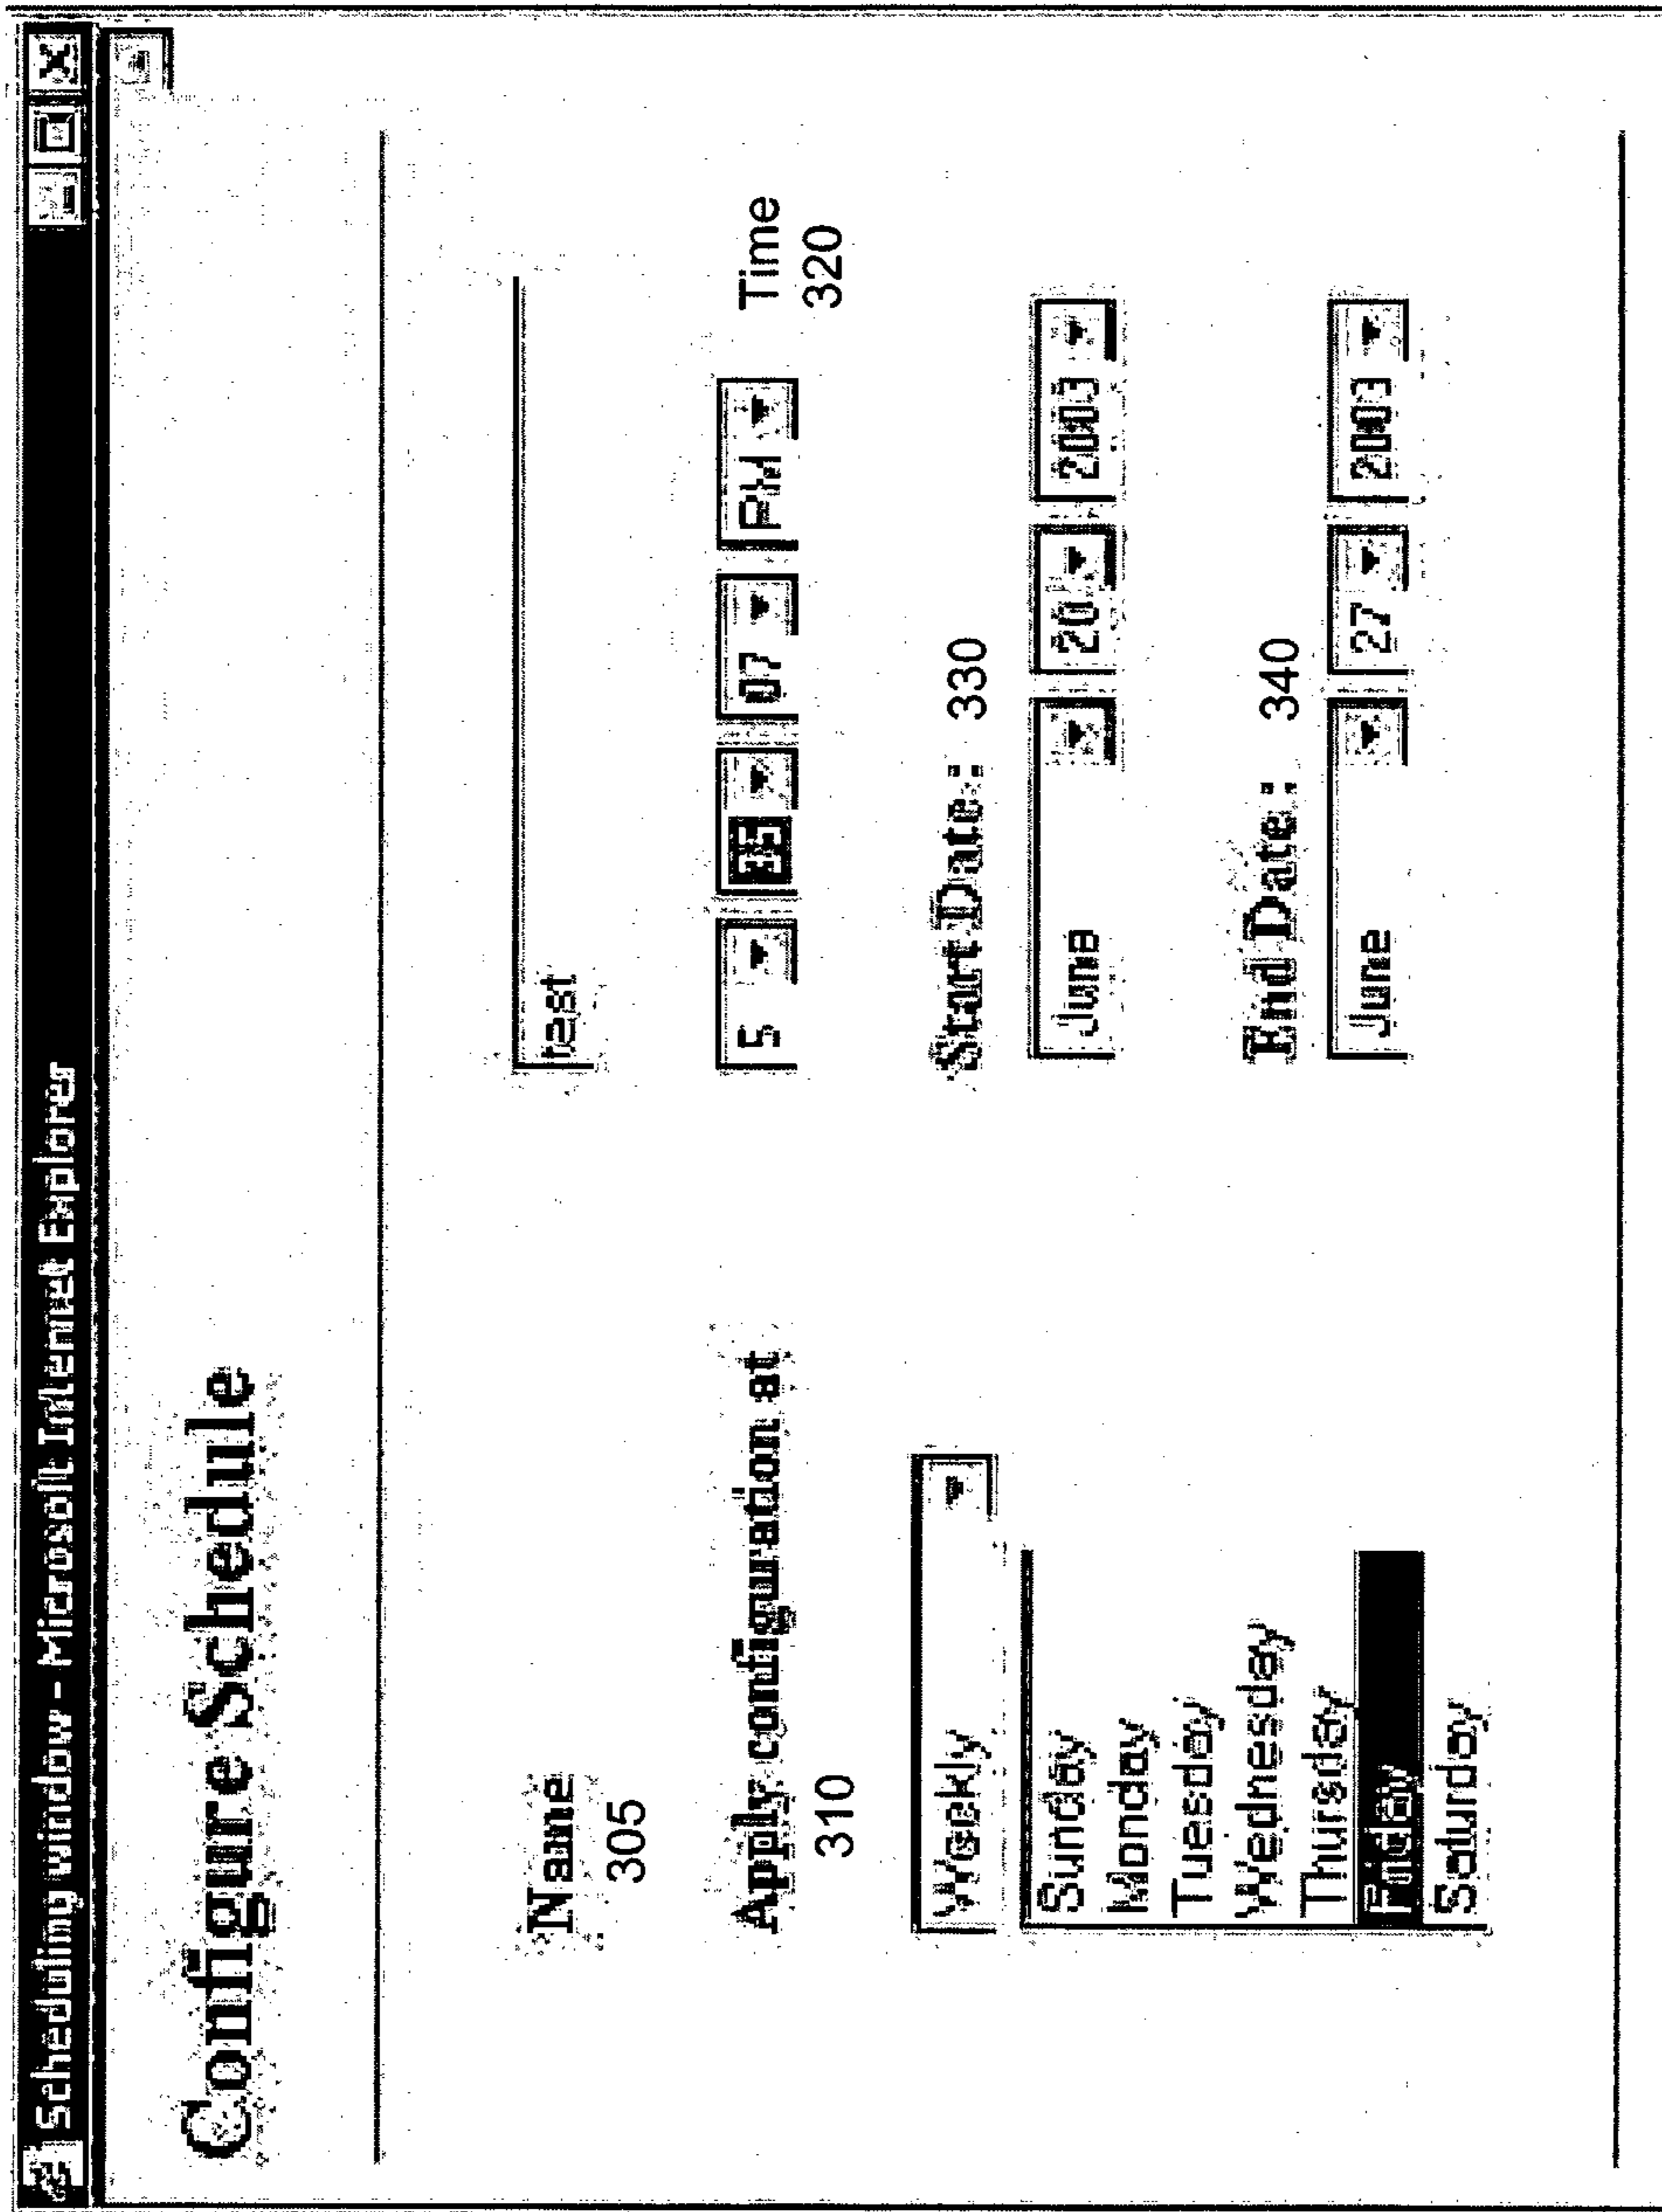 Scheduling window - Microsoft Internet Explorer
Configure Schedule
Name
305
test
Apply configuration at
310
5 35 07 PM
Time
320
Weekly
Sunday
Monday
Tuesday
Wednesday
Thursday
Friday
Saturday
Start Date: 330
June 20 2003
End Date: 340
June 27 2003